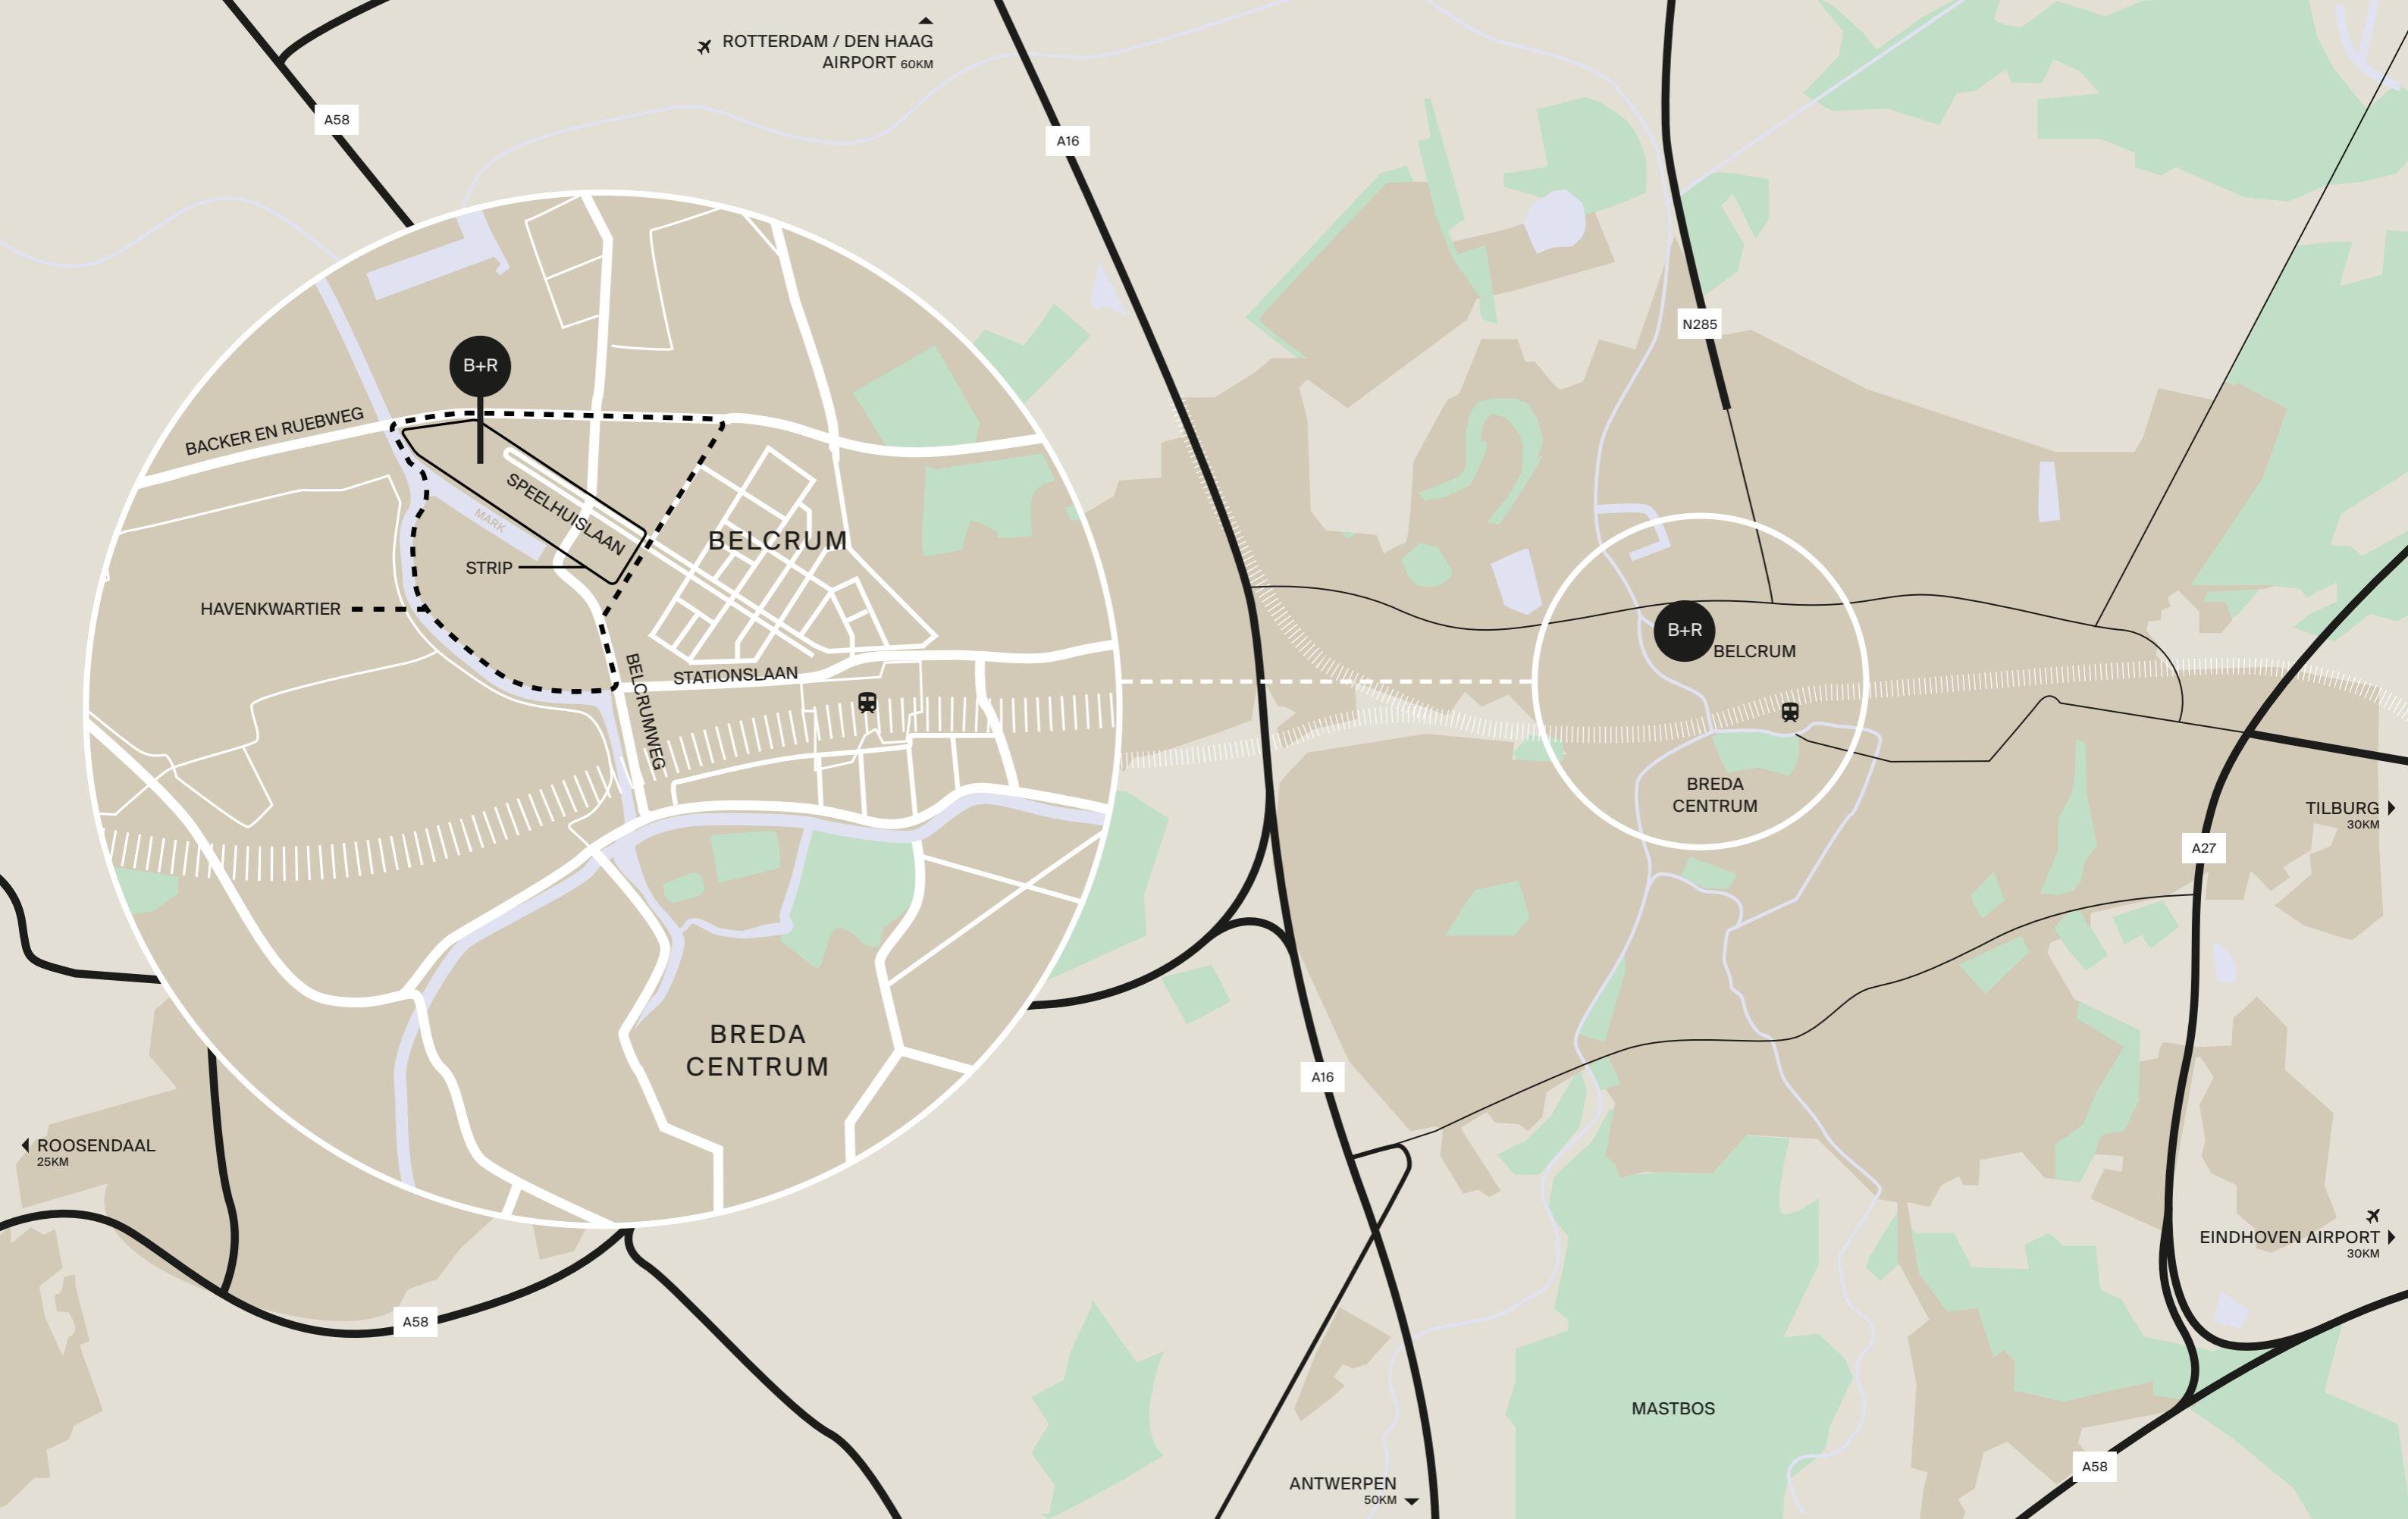 ROTTERDAM / DEN HAAG
AIRPORT 60KM
A58
A16
N285
B+R
BACKER EN RUEBWEG
SPEELHUISLAAN
MARK
BELCRUM
STRIP
HAVENKWARTIER
BELCRUMWEG
STATIONSLAAN
B+R
BELCRUM
BREDA
CENTRUM
TILBURG
30KM
A27
BREDA
CENTRUM
A16
ROOSENDAAL
25KM
EINDHOVEN AIRPORT
30KM
A58
MASTBOS
ANTWERPEN
50KM
A58